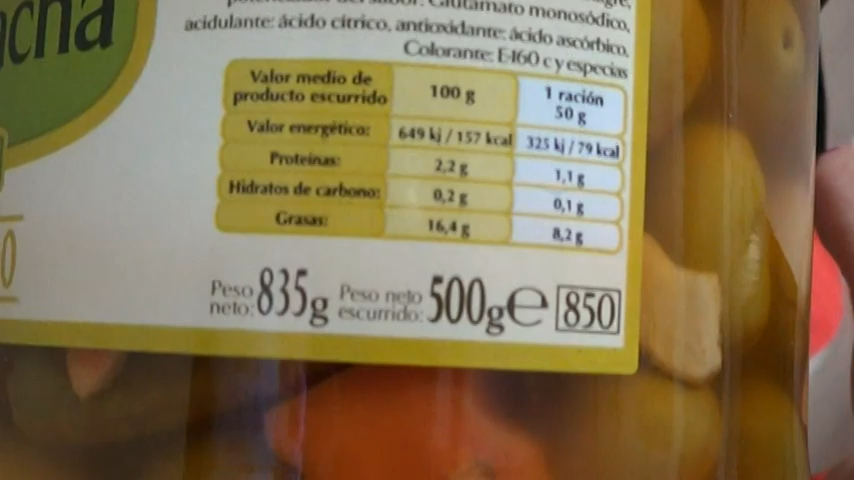 Glutamato monosódico,
acidulante: ácido cítrico, antioxidante: ácido ascórbico.
Colorante: E-160 c y especias
Valor medio de producto escurrido 100 g 1 ración 50 g
Valor energético: 649 kj / 157 kcal 325 kj / 79 kcal
Proteínas: 2,2 g 1,1 g
Hidratos de carbono: 0,2 g 0,1 g
Grasas: 16,4 g 8,2 g
Peso neto: 835g Peso neto escurrido: 500g e 850